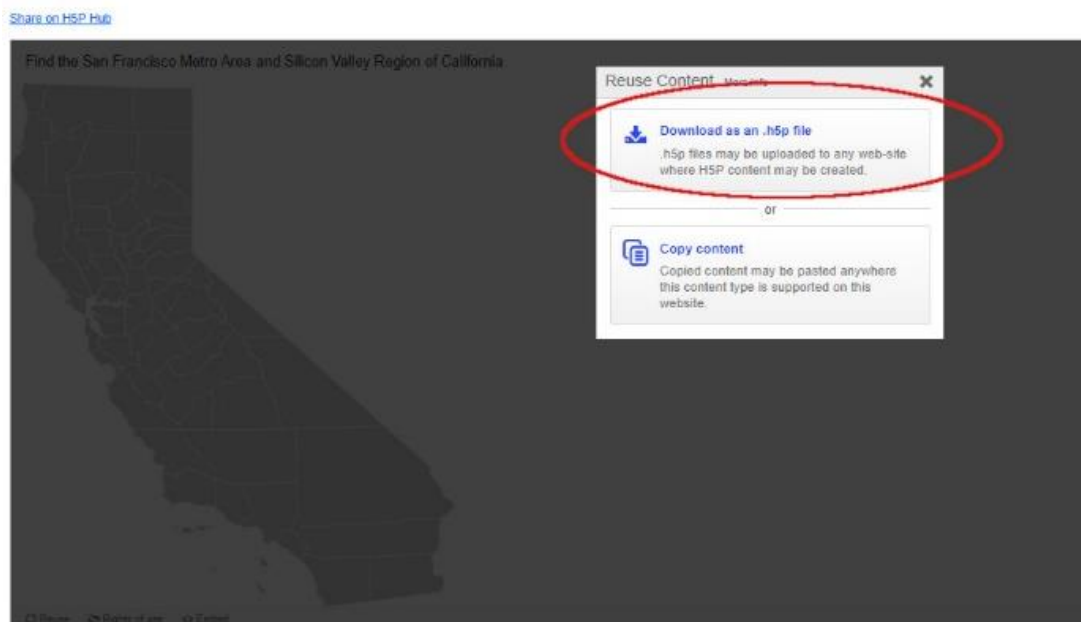 Share on H5P Hub
Find the San Francisco Metro Area and Silicon Valley Region of California
Reuse Content More Info
Download as an .h5p file
.h5p files may be uploaded to any web-site
where H5P content may be created.
or
Copy content
Copied content may be pasted anywhere
this content type is supported on this
website.
Reuse Rights of use Embed